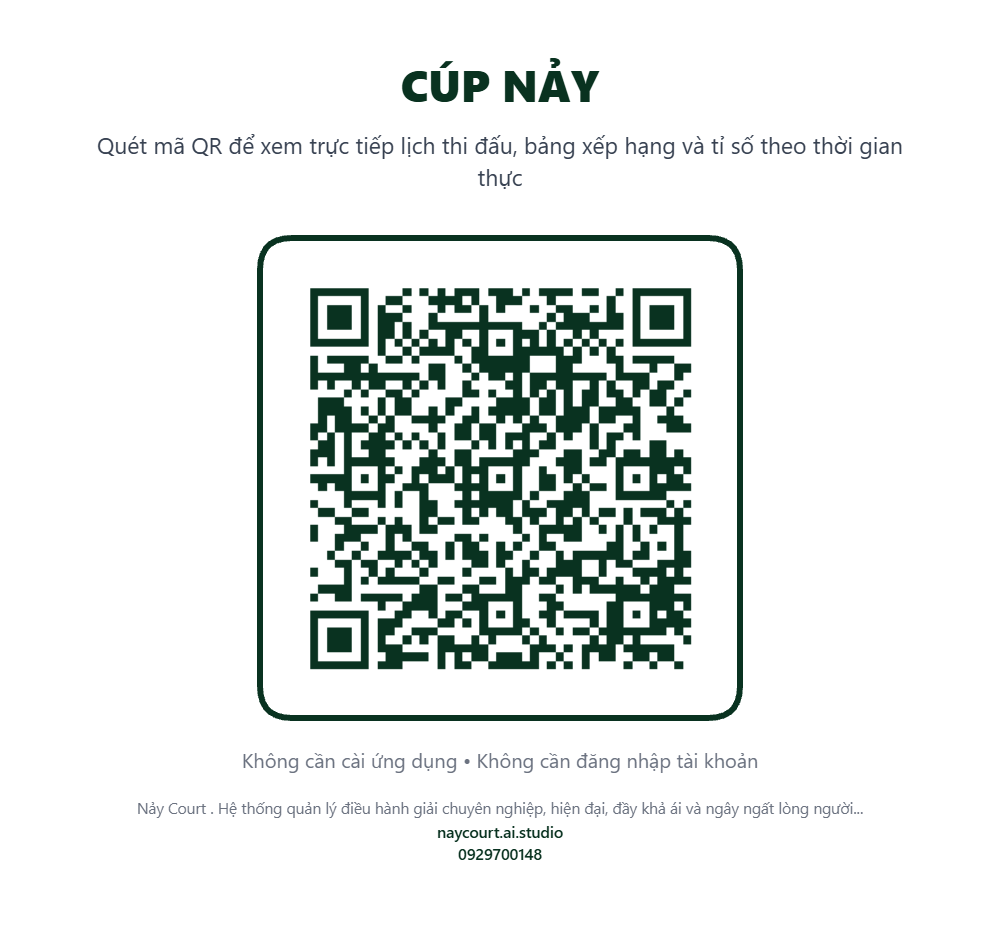 CÚP NẢY
Quét mã QR để xem trực tiếp lịch thi đấu, bảng xếp hạng và tỉ số theo thời gian
thực
Không cần cài ứng dụng • Không cần đăng nhập tài khoản
Nảy Court . Hệ thống quản lý điều hành giải chuyên nghiệp, hiện đại, đầy khả ái và ngây ngất lòng người...
naycourt.ai.studio
0929700148